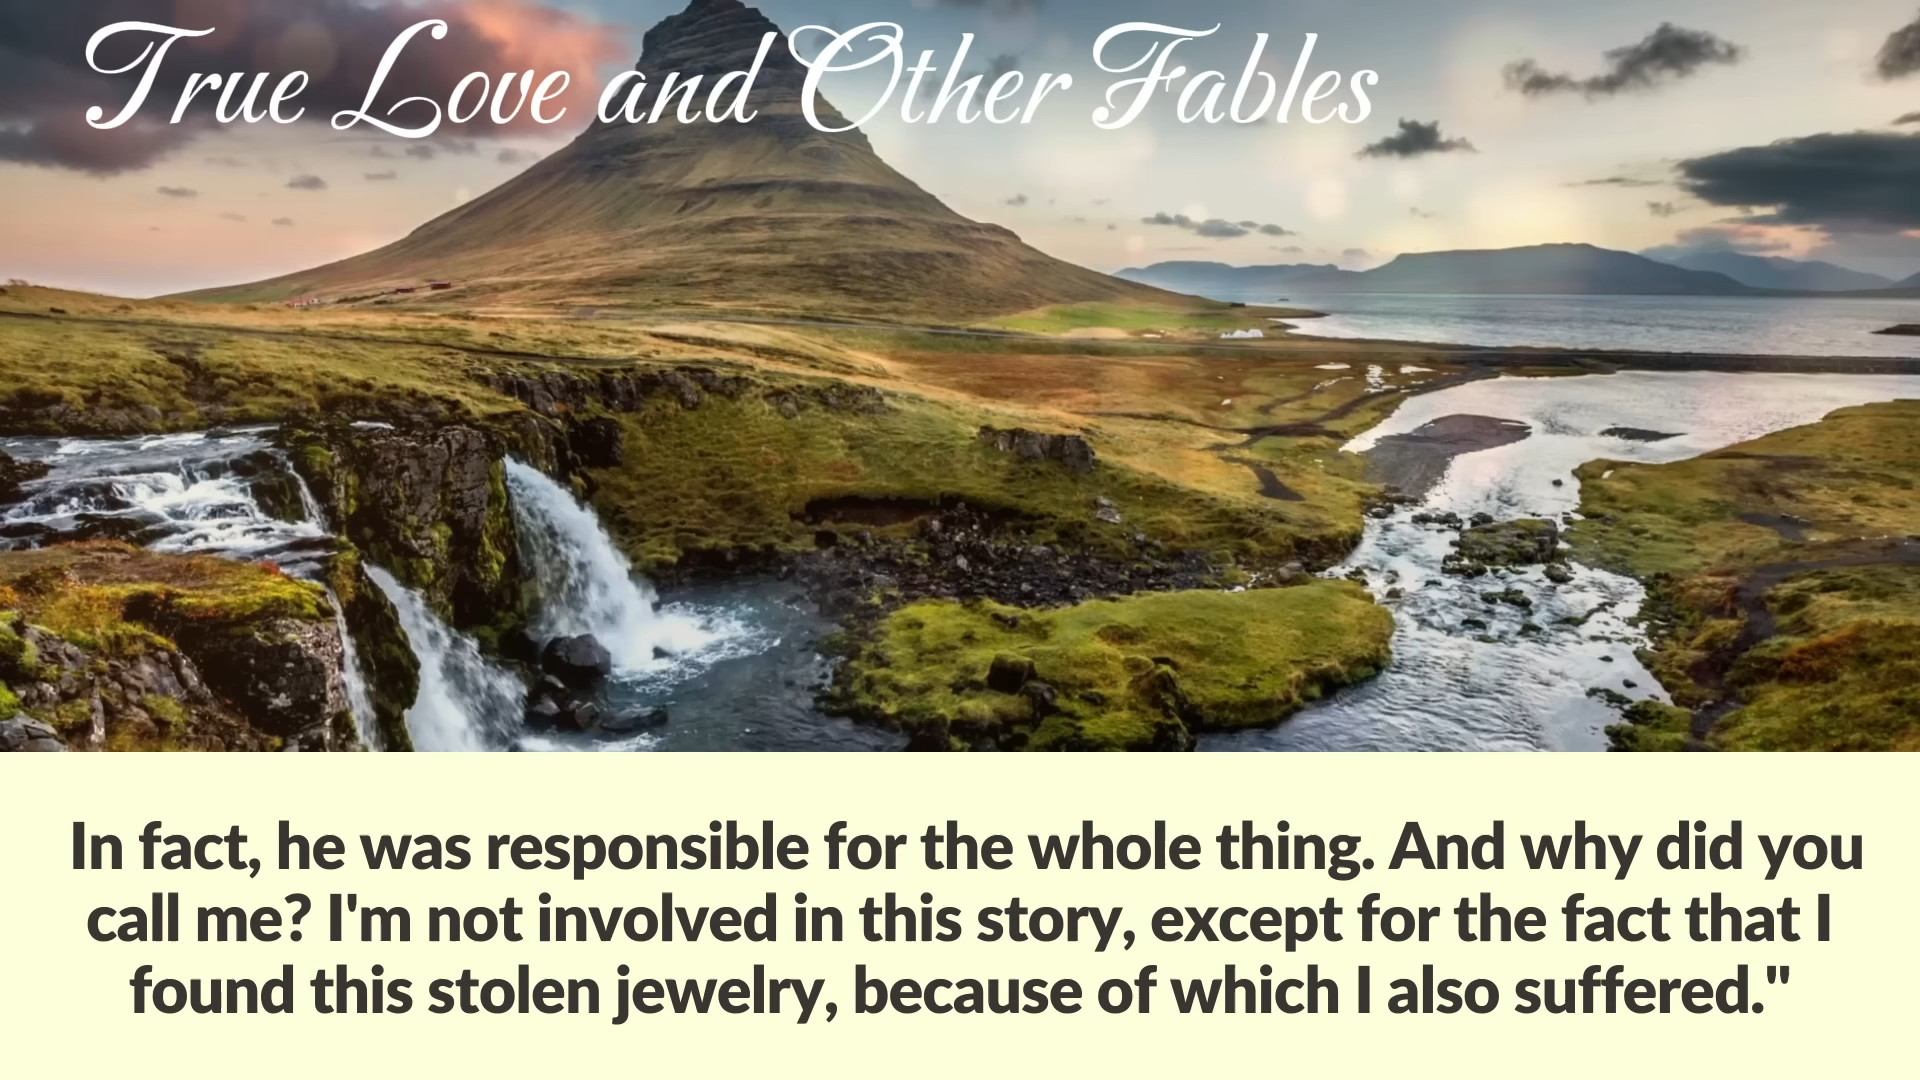 True Love and Other Fables
In fact, he was responsible for the whole thing. And why did you
call me? I'm not involved in this story, except for the fact that I
found this stolen jewelry, because of which I also suffered."